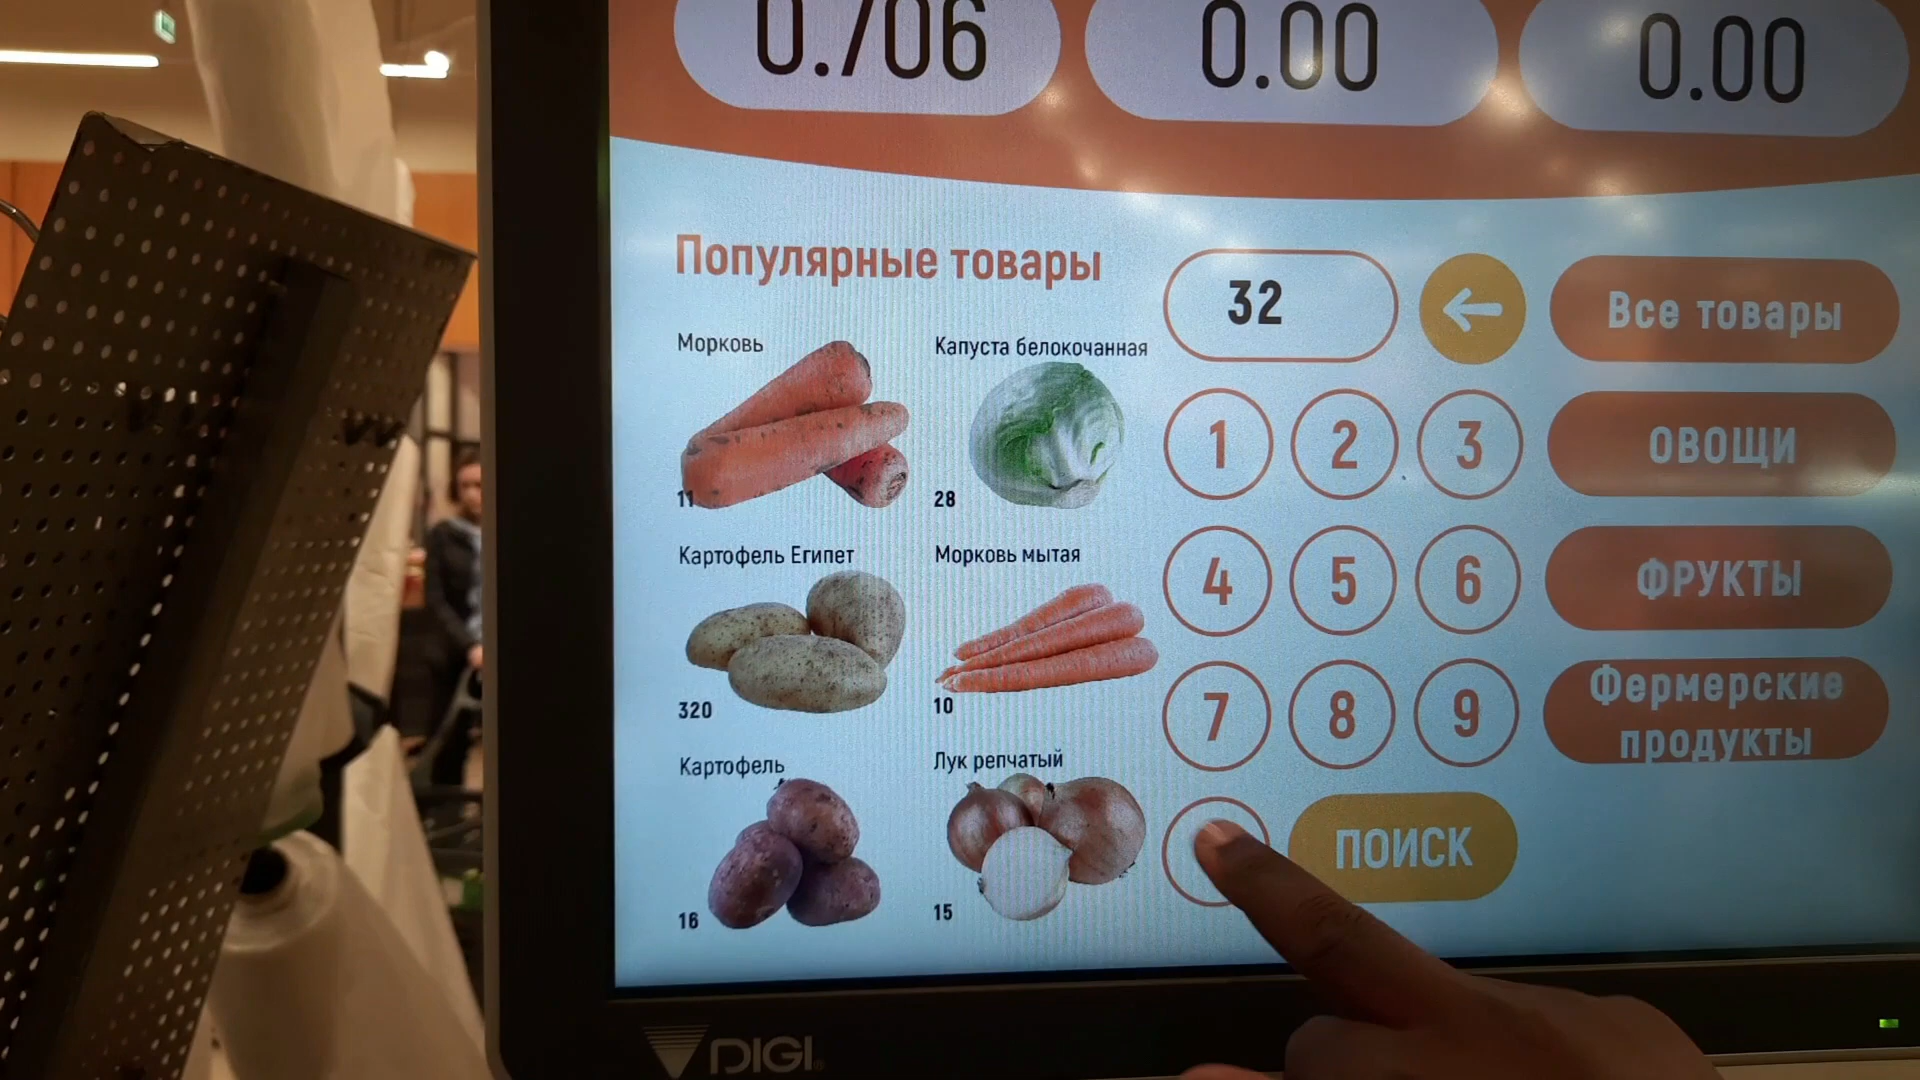 0.706
0.00
0.00
Популярные товары
32
Все товары
Морковь
Капуста белокочанная
11
28
1
2
3
ОВОЩИ
Картофель Египет
Морковь мытая
320
10
4
5
6
ФРУКТЫ
7
8
9
Фермерские
продукты
Картофель
Лук репчатый
16
15
ПОИСК
DIGI